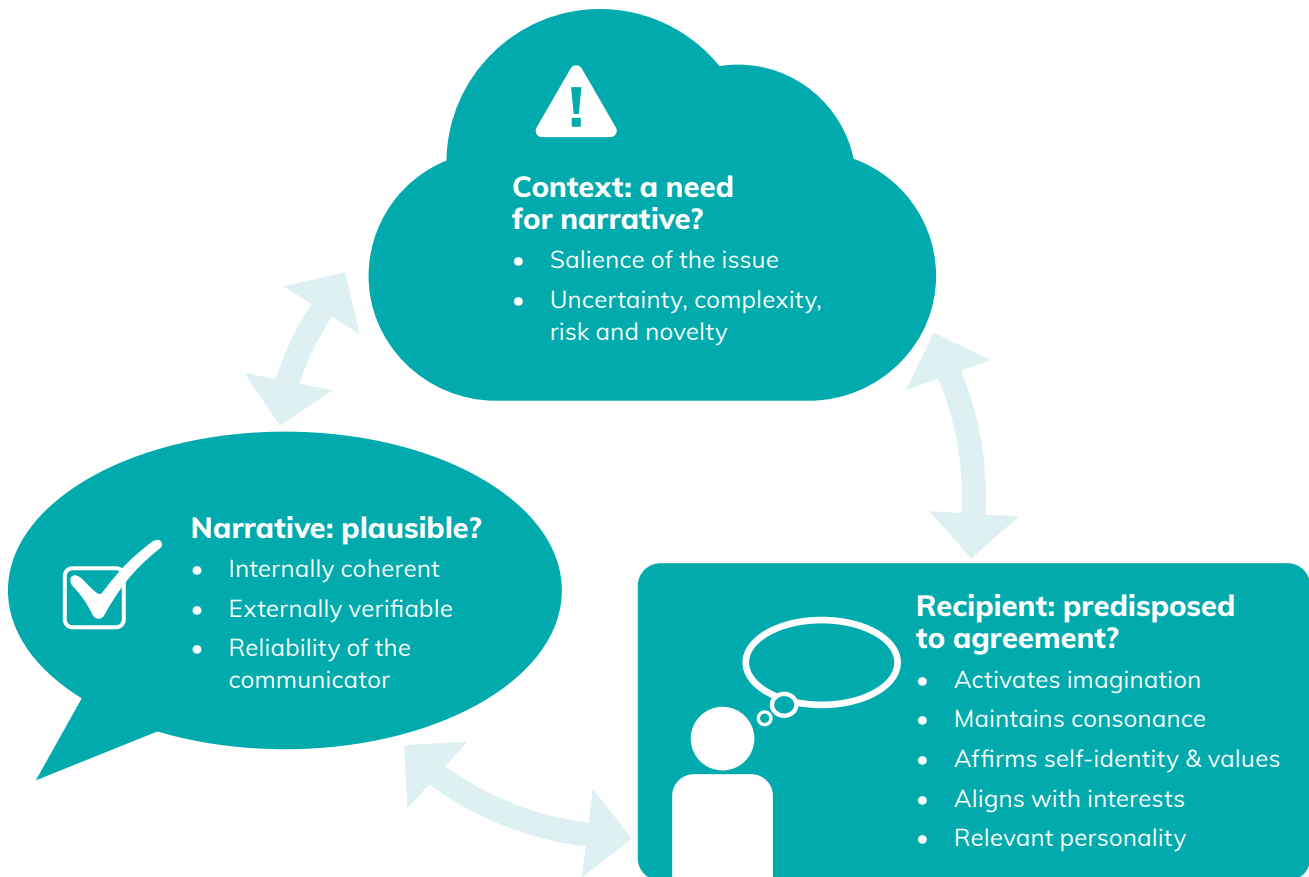 Context: a need
for narrative?
• Salience of the issue
• Uncertainty, complexity,
risk and novelty
Narrative: plausible?
• Internally coherent
• Externally verifiable
• Reliability of the
communicator
Recipient: predisposed
to agreement?
• Activates imagination
• Maintains consonance
• Affirms self-identity & values
• Aligns with interests
• Relevant personality